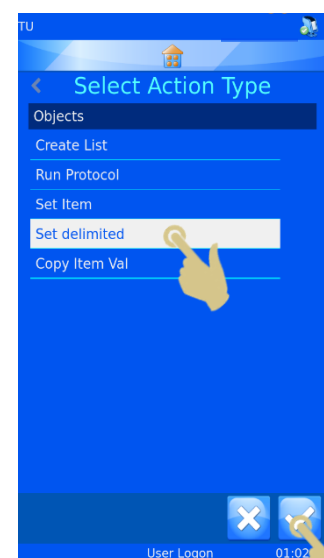 TU
Select Action Type
Objects
Create List
Run Protocol
Set Item
Set delimited
Copy Item Val
User Logon 01:02